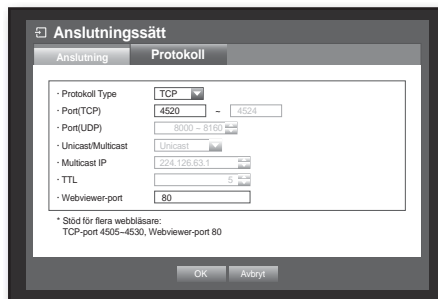 Anslutningssätt
Anslutning Protokoll
· Protokoll Type TCP
· Port(TCP) 4520 ~ 4524
· Port(UDP) 8000 ~ 8160
· Unicast/Multicast Unicast
· Multicast IP 224.126.63.1
· TTL 5
· Webviewer-port 80
* Stöd för flera webbläsare:
TCP-port 4505~4530, Webviewer-port 80
OK Avbryt